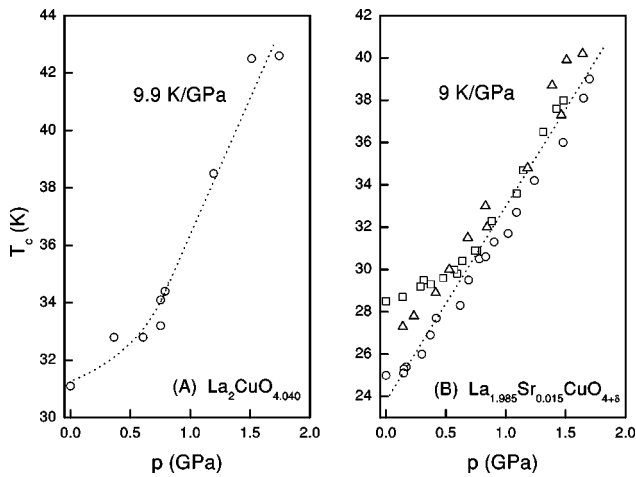 44
42
40
38
36
34
32
30
T_c (K)
9.9 K/GPa
(A) La₂CuO₄.₀₄₀
0.0 0.5 1.0 1.5 2.0
p (GPa)
42
40
38
36
34
32
30
28
26
24
9 K/GPa
(B) La₁.₉₈₅Sr₀.₀₁₅CuO₄₊δ
0.0 0.5 1.0 1.5 2.0
p (GPa)